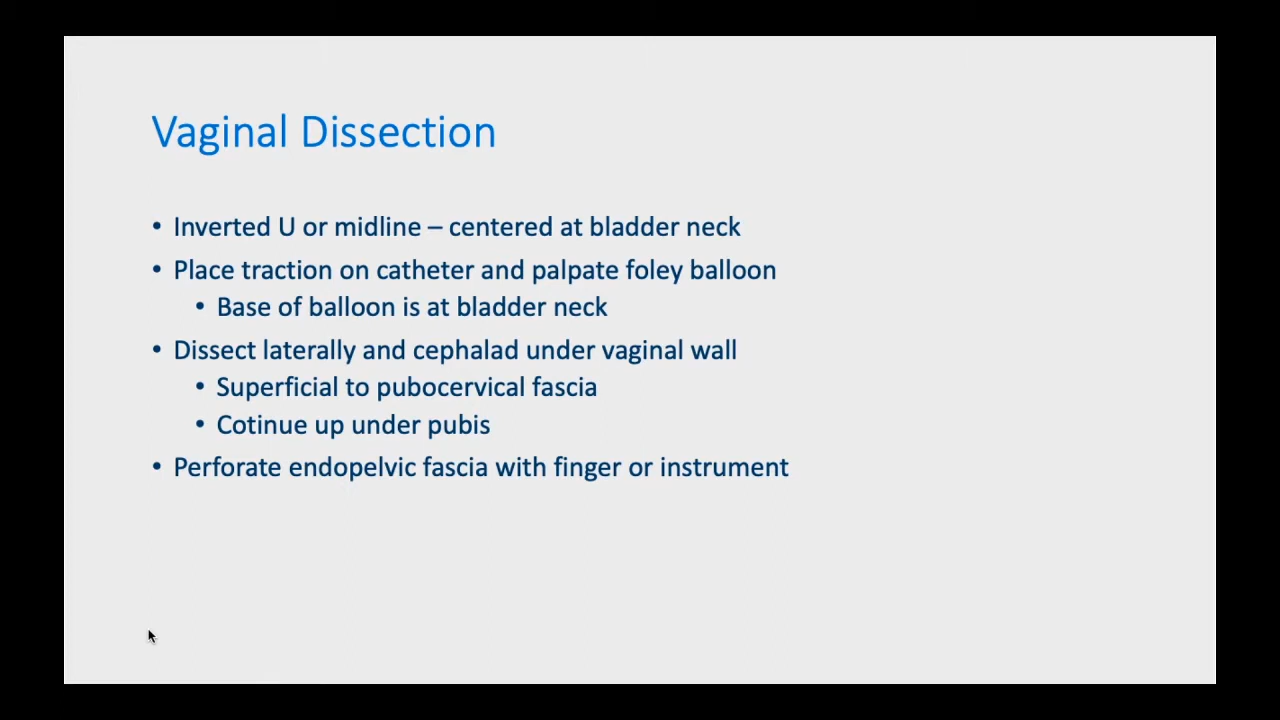 Vaginal Dissection
• Inverted U or midline – centered at bladder neck
• Place traction on catheter and palpate foley balloon
• Base of balloon is at bladder neck
• Dissect laterally and cephalad under vaginal wall
• Superficial to pubocervical fascia
• Cotinue up under pubis
• Perforate endopelvic fascia with finger or instrument